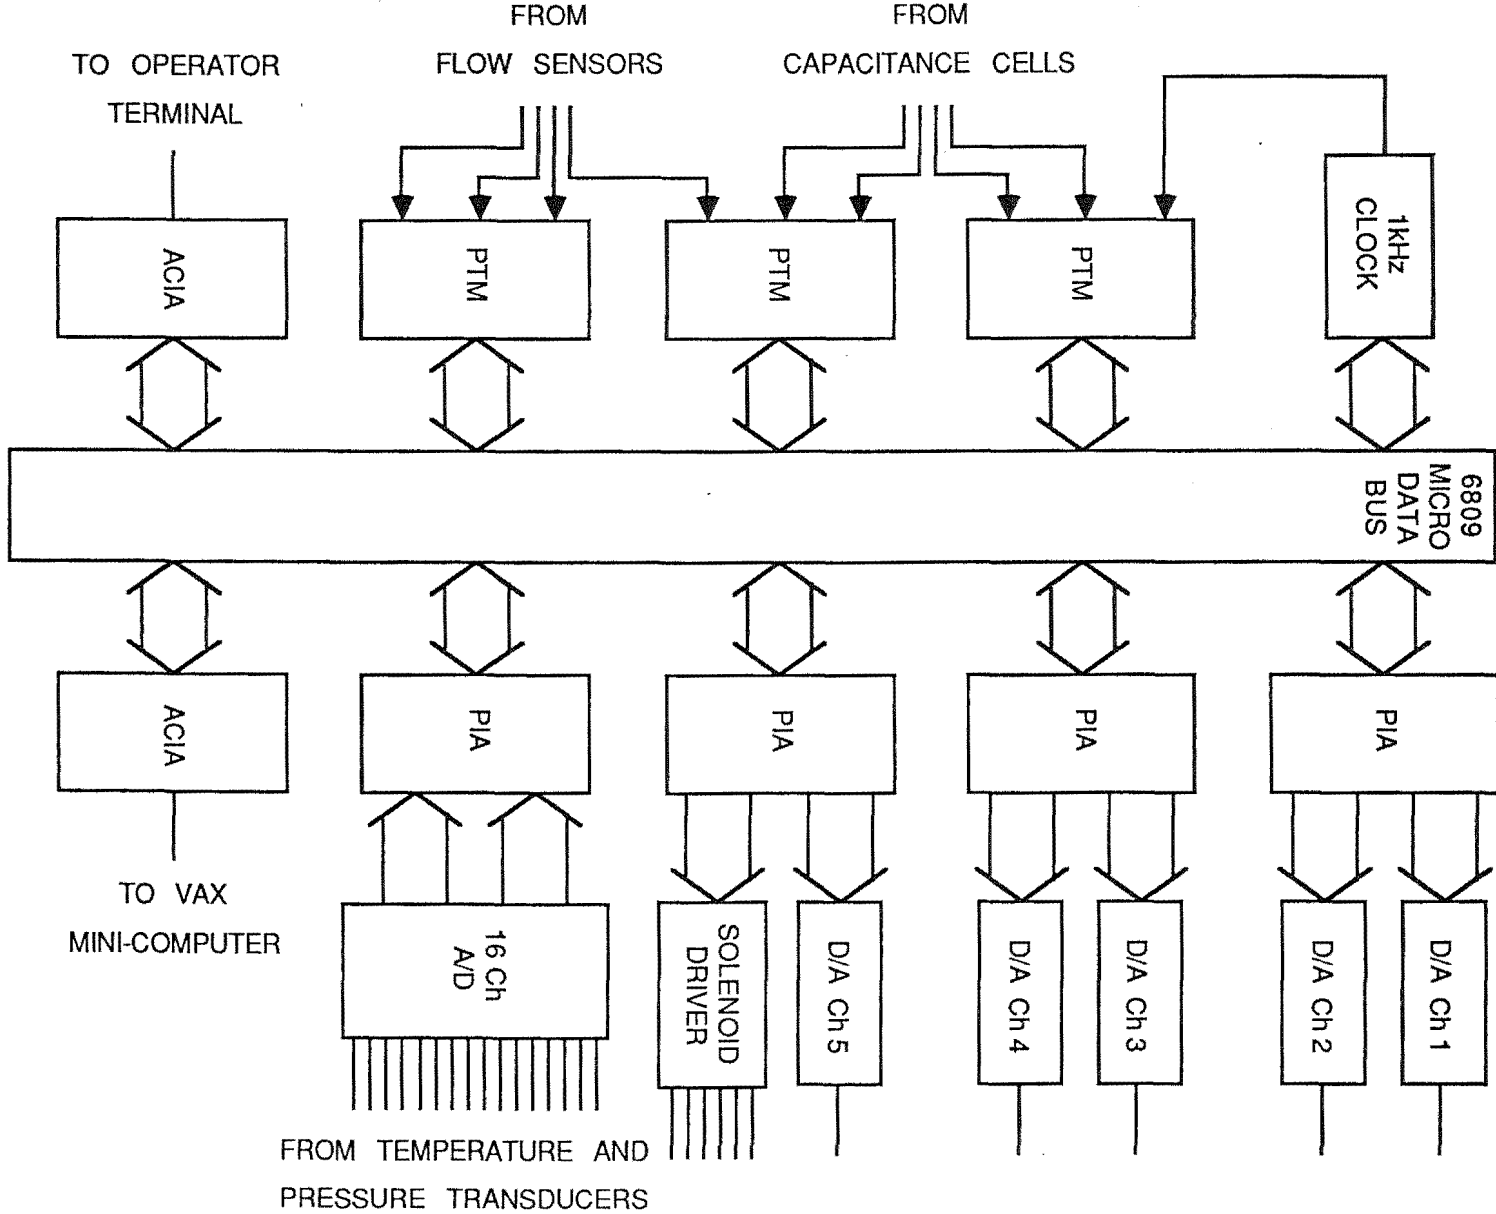 FROM
FLOW SENSORS
FROM
CAPACITANCE CELLS
TO OPERATOR
TERMINAL
ACIA
PTM
PTM
PTM
1kHz
CLOCK
6809
MICRO
DATA
BUS
ACIA
PIA
PIA
PIA
PIA
TO VAX
MINI-COMPUTER
16 Ch
A/D
SOLENOID
DRIVER
D/A Ch 5
D/A Ch 4
D/A Ch 3
D/A Ch 2
D/A Ch 1
FROM TEMPERATURE AND
PRESSURE TRANSDUCERS